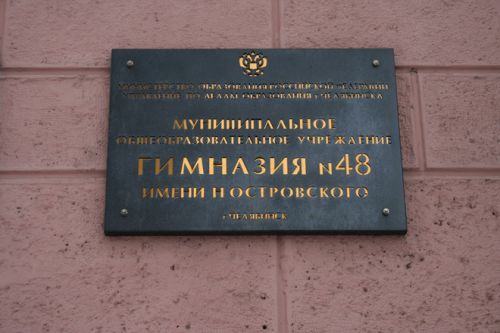 МИНИСТЕРСТВО ОБРАЗОВАНИЯ РОССИЙСКОЙ ФЕДЕРАЦИИ
УПРАВЛЕНИЕ ПО ДЕЛАМ ОБРАЗОВАНИЯ г. ЧЕЛЯБИНСКА
МУНИЦИПАЛЬНОЕ
ОБЩЕОБРАЗОВАТЕЛЬНОЕ УЧРЕЖДЕНИЕ
ГИМНАЗИЯ №48
ИМЕНИ Н.ОСТРОВСКОГО
г.ЧЕЛЯБИНСК